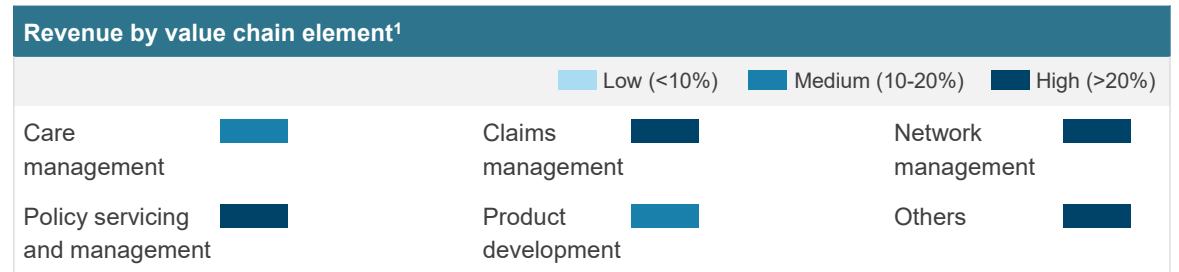 Revenue by value chain element¹
Low (<10%) Medium (10-20%) High (>20%)
Care management
Claims management
Network management
Policy servicing and management
Product development
Others